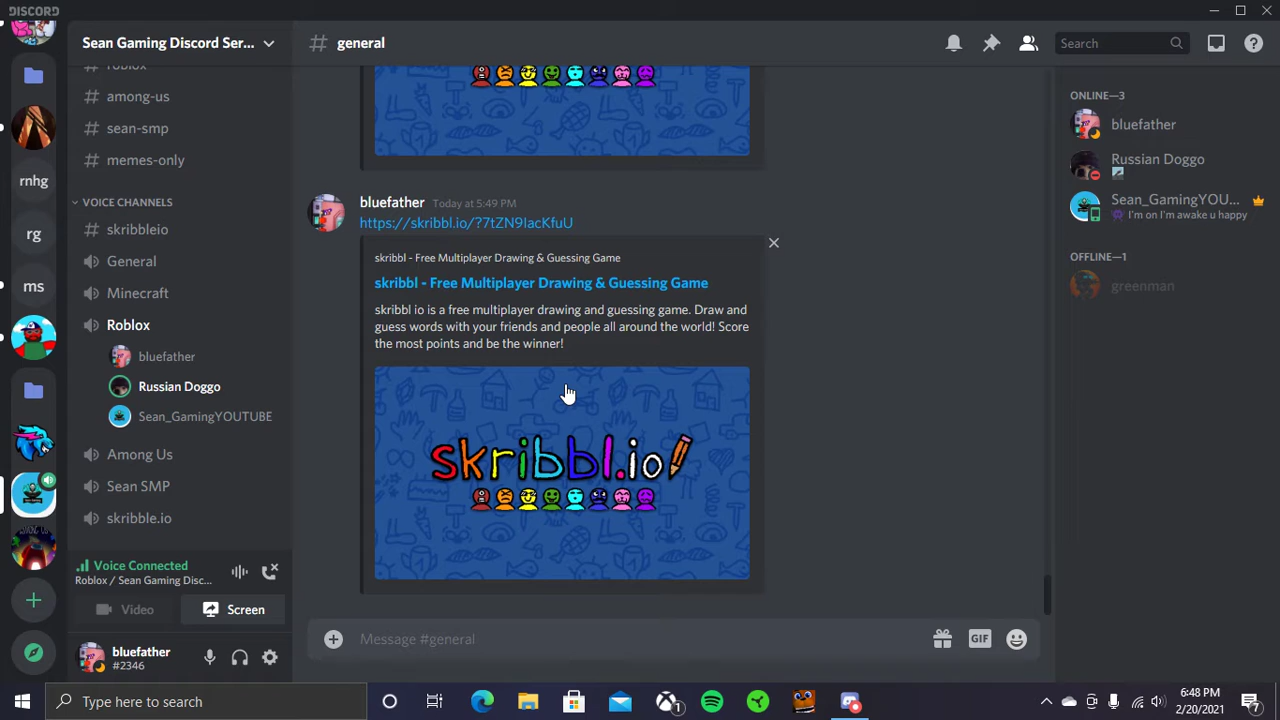 DISCORD
Sean Gaming Discord Ser...
# general
Search
roblox
among-us
sean-smp
memes-only
VOICE CHANNELS
skribbleio
General
Minecraft
Roblox
bluefather
Russian Doggo
Sean_GamingYOUTUBE
Among Us
Sean SMP
skribble.io
rnhg
rg
ms
Voice Connected
Roblox / Sean Gaming Disc...
Video
Screen
bluefather
#2346
bluefather Today at 5:49 PM
https://skribbl.io/?7tZN9lacKfuU
skribbl - Free Multiplayer Drawing & Guessing Game
skribbl - Free Multiplayer Drawing & Guessing Game
skribbl io is a free multiplayer drawing and guessing game. Draw and
guess words with your friends and people all around the world! Score
the most points and be the winner!
skribbl.io
Message #general
GIF
ONLINE—3
bluefather
Russian Doggo
Sean_GamingYOU...
I'm on I'm awake u happy
OFFLINE—1
greenman
Type here to search
1
6:48 PM
2/20/2021
7